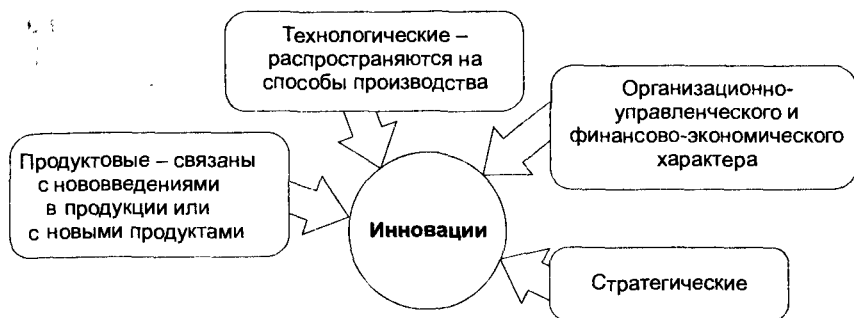 Технологические –
распространяются на
способы производства
Организационно-
управленческого и
финансово-экономического
характера
Продуктовые – связаны
с нововведениями
в продукции или
с новыми продуктами
Инновации
Стратегические